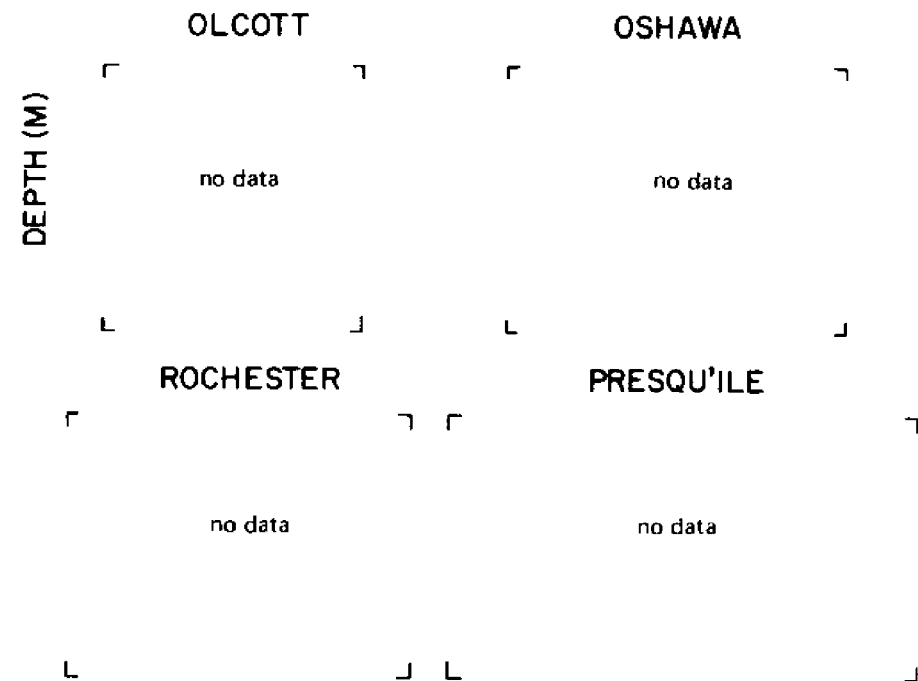 OLCOTT
OSHAWA
DEPTH (M)
no data
no data
ROCHESTER
PRESQU'ILE
no data
no data